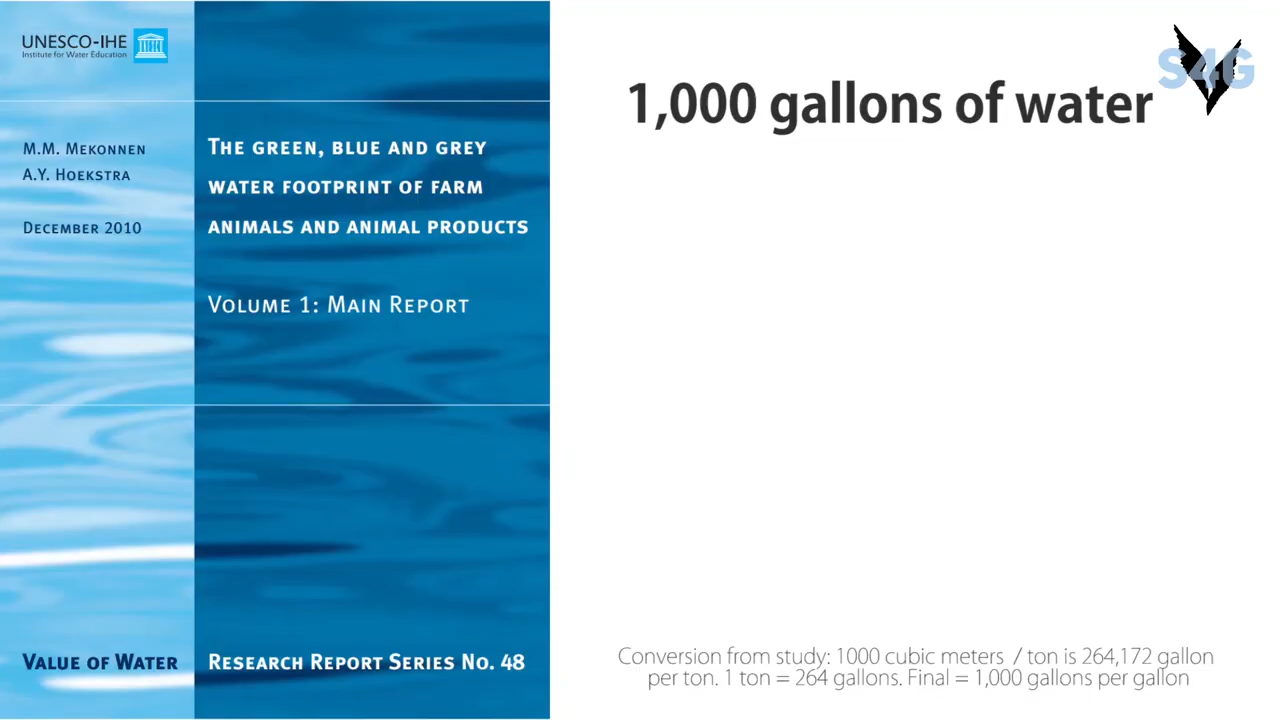 UNESCO-IHE
Institute for Water Education
M.M. Mekonnen
A.Y. Hoekstra
December 2010
The green, blue and grey
water footprint of farm
animals and animal products
Volume 1: Main Report
Value of Water
Research Report Series No. 48
1,000 gallons of water
S4G
Conversion from study: 1000 cubic meters / ton is 264,172 gallon
per ton. 1 ton = 264 gallons. Final = 1,000 gallons per gallon